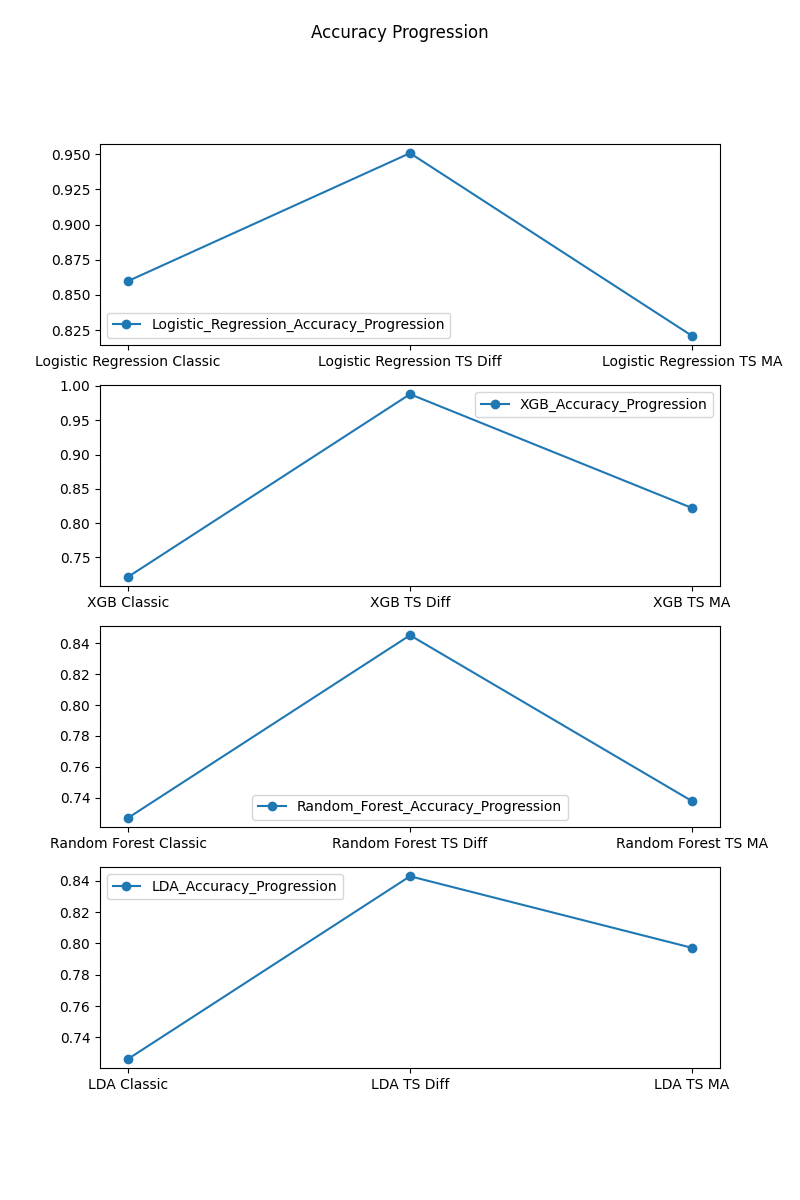 Accuracy Progression
0.950
0.925
0.900
0.875
0.850
0.825
Logistic_Regression_Accuracy_Progression
Logistic Regression Classic Logistic Regression TS Diff Logistic Regression TS MA
1.00
0.95
0.90
0.85
0.80
0.75
XGB_Accuracy_Progression
XGB Classic XGB TS Diff XGB TS MA
0.84
0.82
0.80
0.78
0.76
0.74
Random_Forest_Accuracy_Progression
Random Forest Classic Random Forest TS Diff Random Forest TS MA
0.84
0.82
0.80
0.78
0.76
0.74
LDA_Accuracy_Progression
LDA Classic LDA TS Diff LDA TS MA